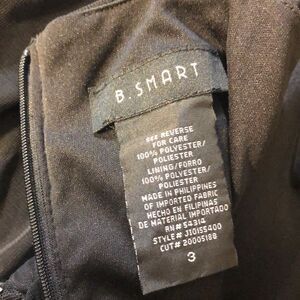 B. SMART
SEE REVERSE
FOR CARE
100% POLYESTER/
POLIESTER
LINING/FORRO
100% POLYESTER/
POLIESTER
MADE IN PHILIPPINES
OF IMPORTED FABRIC
HECHO EN FILIPINAS
DE MATERIAL IMPORTADO
RN# 54314
STYLE# J10155400
CUT# 20005188
3